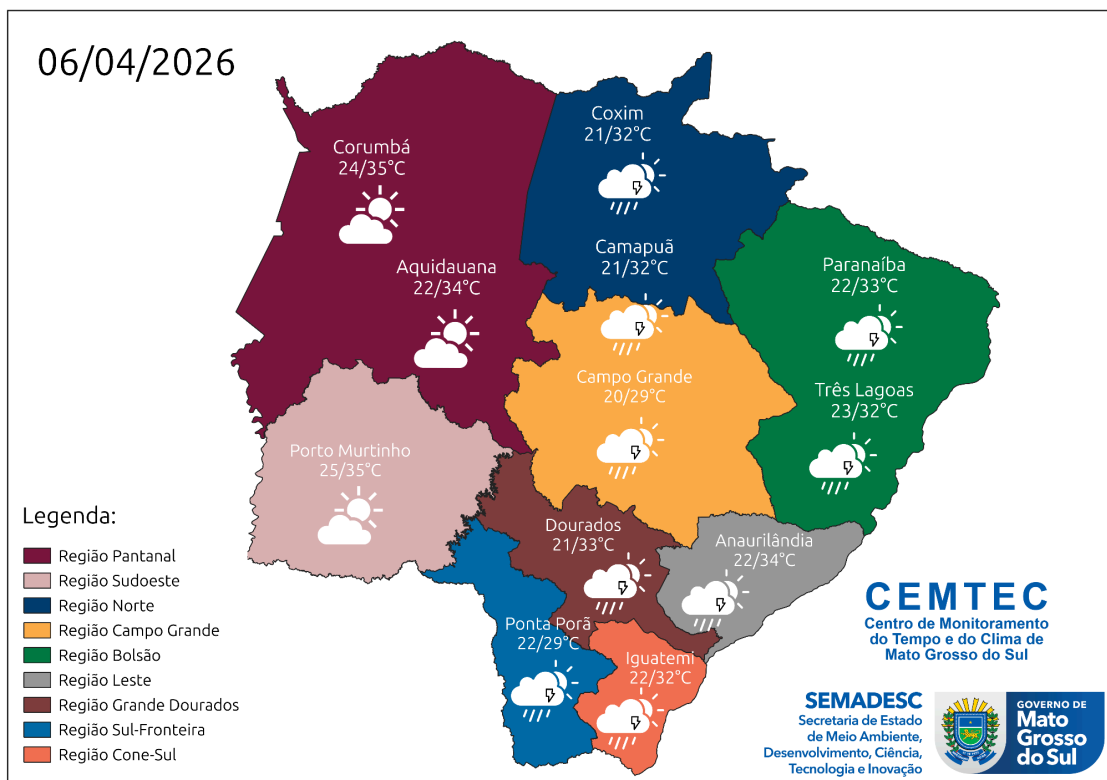 06/04/2026
Coxim
21/32°C
Corumbá
24/35°C
Camapuã
21/32°C
Aquidauana
22/34°C
Paranaíba
22/33°C
Campo Grande
20/29°C
Três Lagoas
23/32°C
Porto Murtinho
25/35°C
Dourados
21/33°C
Anaurilândia
22/34°C
Ponta Porã
22/29°C
Iguatemi
22/32°C
Legenda:
Região Pantanal
Região Sudoeste
Região Norte
Região Campo Grande
Região Bolsão
Região Leste
Região Grande Dourados
Região Sul-Fronteira
Região Cone-Sul
CEMTEC
Centro de Monitoramento
do Tempo e do Clima de
Mato Grosso do Sul
SEMADESC
Secretaria de Estado
de Meio Ambiente,
Desenvolvimento, Ciência,
Tecnologia e Inovação
GOVERNO DE
Mato
Grosso
do Sul